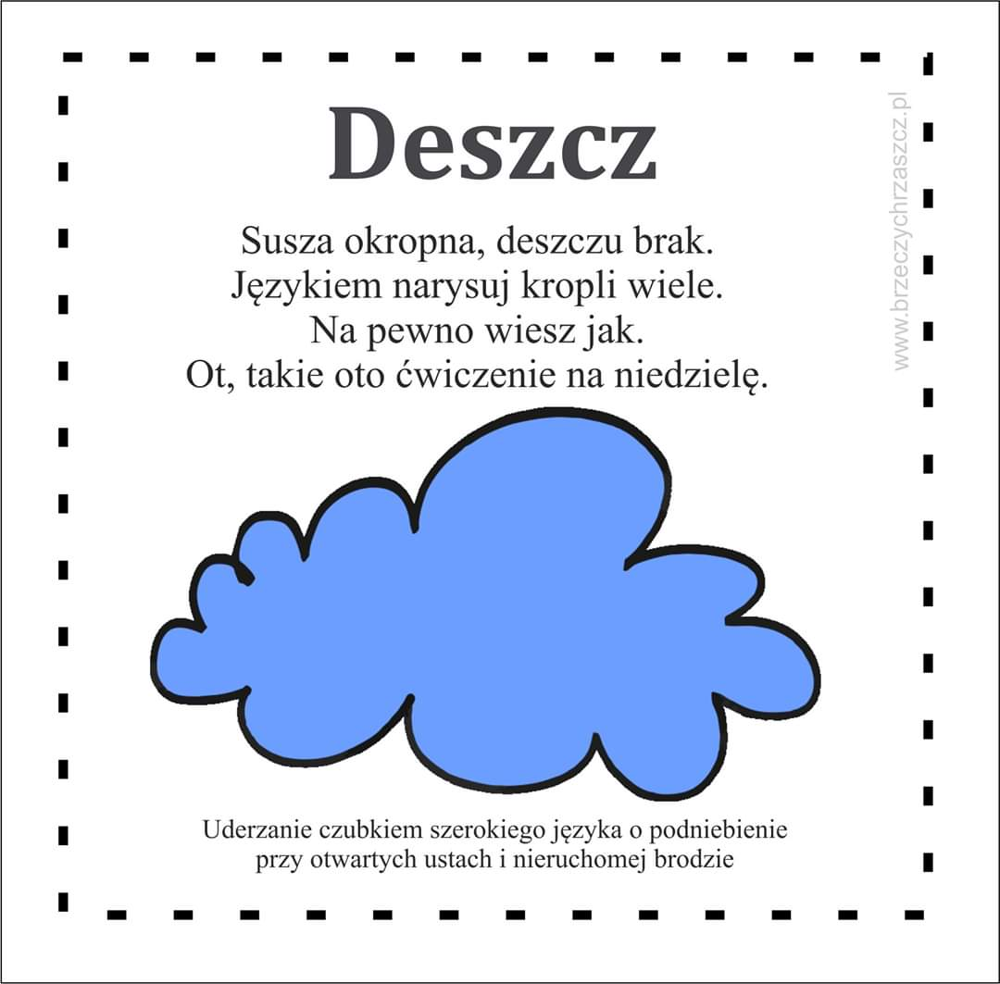 Deszcz
Susza okropna, deszczu brak.
Językiem narysuj kropli wiele.
Na pewno wiesz jak.
Ot, takie oto ćwiczenie na niedzielę.
www.brzeczychrzaszcz.pl
Uderzanie czubkiem szerokiego języka o podniebienie
przy otwartych ustach i nieruchomej brodzie